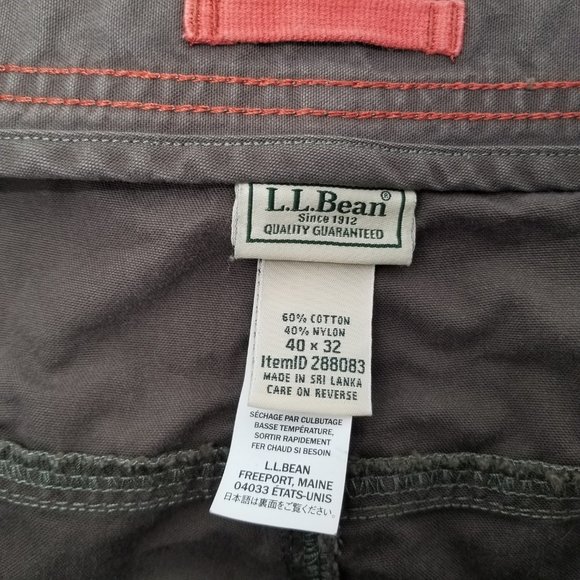 L.L.Bean®
Since 1912
QUALITY GUARANTEED
60% COTTON
40% NYLON
40 x 32
ItemID 288083
MADE IN SRI LANKA
CARE ON REVERSE
SÉCHAGE PAR CULBUTAGE
BASSE TEMPÉRATURE,
SORTIR RAPIDEMENT
FER CHAUD SI BESOIN
L.L.BEAN
FREEPORT, MAINE
04033 ÉTATS-UNIS
日本語は裏面をご覧ください。